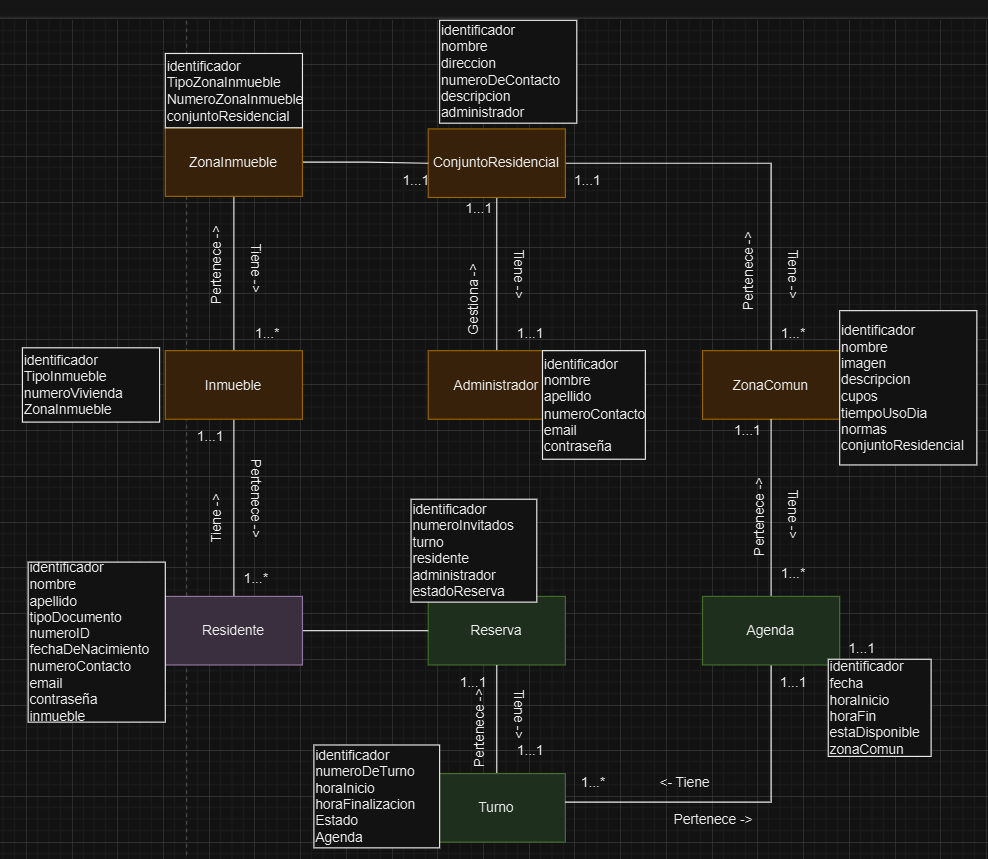 identificador
nombre
direccion
numeroDeContacto
descripcion
administrador
identificador
TipoZonaInmueble
NumeroZonaInmueble
conjuntoResidencial
ZonaInmueble
ConjuntoResidencial
1...1
1...1
1...1
Pertenece ->
Tiene ->
Gestiona ->
Tiene ->
Pertenece ->
Tiene ->
1...*
1...1
1...*
identificador
TipoInmueble
numeroVivienda
ZonaInmueble
Inmueble
Administrador
identificador
nombre
apellido
numeroContacto
email
contraseña
ZonaComun
identificador
nombre
imagen
descripcion
cupos
tiempoUsoDia
normas
conjuntoResidencial
1...1
1...1
Tiene ->
Pertenece ->
Pertenece ->
Tiene ->
1...*
1...*
identificador
numeroInvitados
turno
residente
administrador
estadoReserva
identificador
nombre
apellido
tipoDocumento
numeroID
fechaDeNacimiento
numeroContacto
email
contraseña
inmueble
Residente
Reserva
Agenda
1...1
identificador
fecha
horaInicio
horaFin
estaDisponible
zonaComun
1...1
1...1
Pertenece ->
Tiene ->
1...1
identificador
numeroDeTurno
horaInicio
horaFinalizacion
Estado
Agenda
Turno
1...*
<- Tiene
Pertenece ->